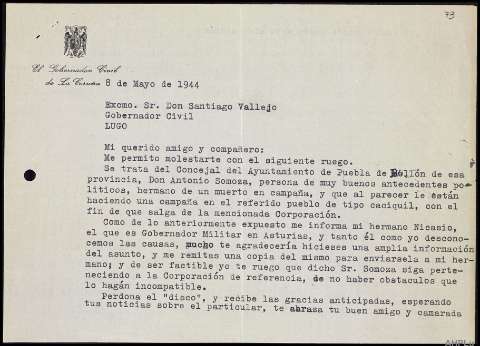 73
El Gobernador Civil
de La Coruña
8 de Mayo de 1944
Excmo. Sr. Don Santiago Vallejo
Gobernador Civil
LUGO
Mi querido amigo y compañero:
Me permito molestarte con el siguiente ruego.
Se trata del Concejal del Ayuntamiento de Puebla de Bollón de esa
provincia, Don Antonio Somoza, persona de muy buenos antecedentes po-
líticos, hermano de un muerto en campaña, y que al parecer le están
haciendo una campaña en el referido pueblo de tipo caciquil, con el
fin de que salga de la mencionada Corporación.
Como de lo anteriormente expuesto me informa mi hermano Nicasio,
el que es Gobernador Militar en Asturias, y tanto él como yo descono-
cemos las causas, mucho te agradecería hicieses una amplia información
del asunto, y me remitas una copia del mismo para enviarsela a mi her-
mano; y de ser factible yo te ruego que dicho Sr. Somoza siga perte-
neciendo a la Corporación de referencia, de no haber obstaculos que
lo hagán incompatible.
Perdona el "disco", y recibe las gracias anticipadas, esperando
tus noticias sobre el particular, te abraza tu buen amigo y camarada